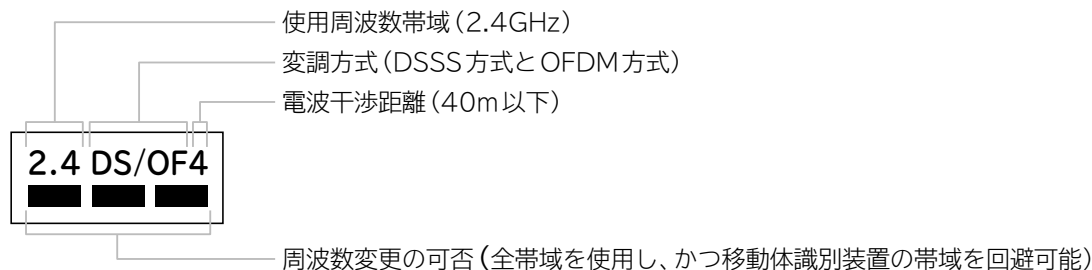 使用周波数帯域(2.4GHz)
変調方式(DSSS方式とOFDM方式)
電波干渉距離(40m以下)
2.4 DS/OF4
周波数変更の可否(全帯域を使用し、かつ移動体識別装置の帯域を回避可能)